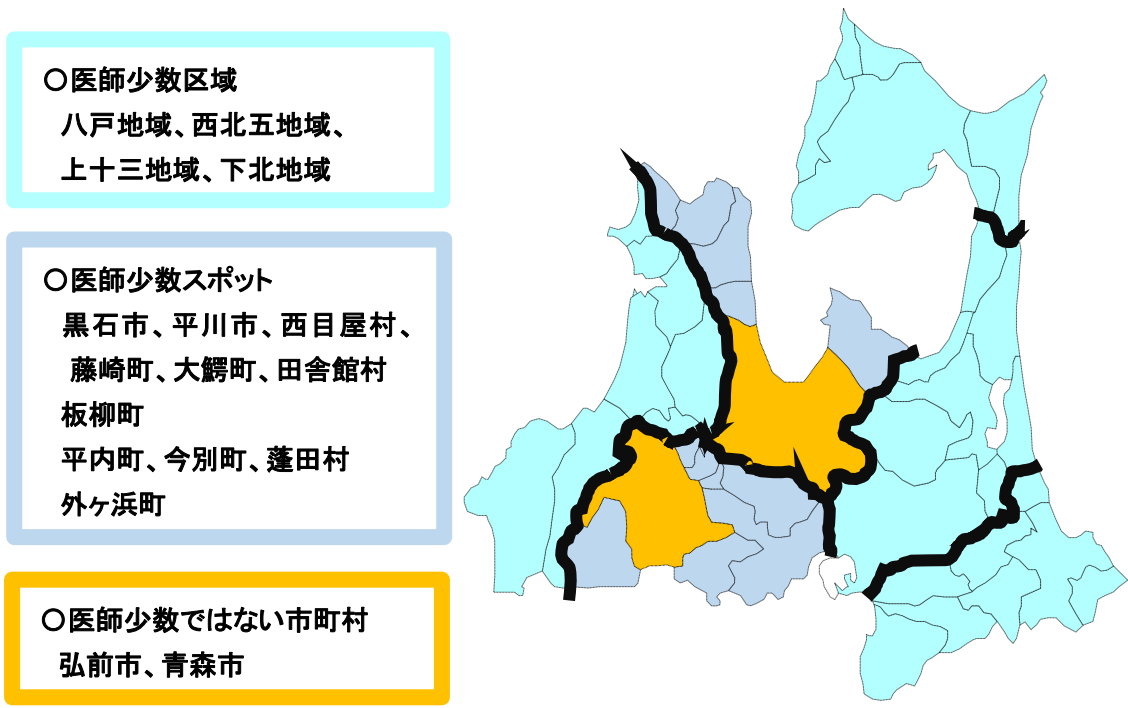 〇医師少数区域
八戸地域、西北五地域、
上十三地域、下北地域
〇医師少数スポット
黒石市、平川市、西目屋村、
藤崎町、大鰐町、田舎館村
板柳町
平内町、今別町、蓬田村
外ヶ浜町
〇医師少数ではない市町村
弘前市、青森市